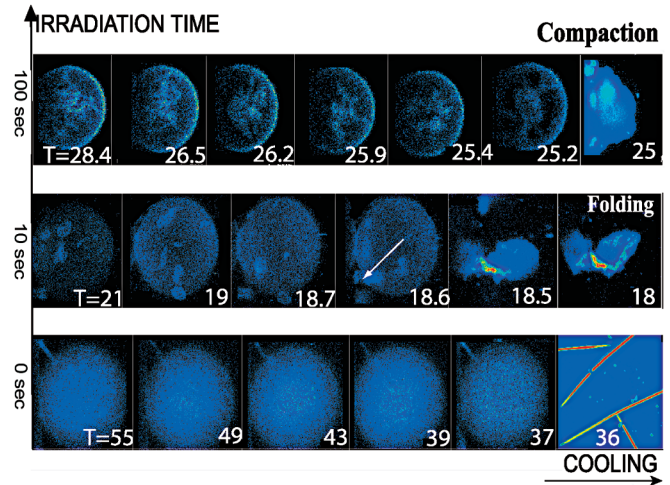 IRRADIATION TIME
Compaction
100 sec
T=28.4 26.5 26.2 25.9 25.4 25.2 25
Folding
10 sec
T=21 19 18.7 18.6 18.5 18
0 sec
T=55 49 43 39 37 36
COOLING